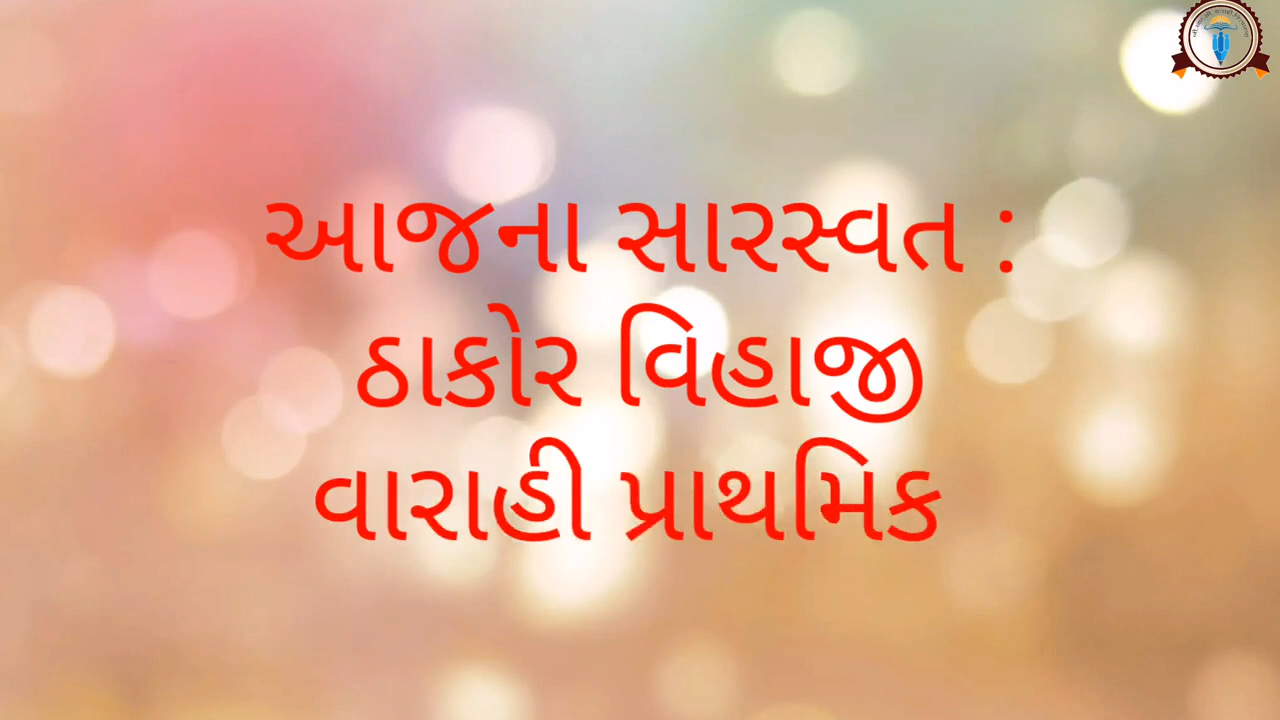 આજના સારસ્વત :
ઠાકોર વિહાજી
વારાહી પ્રાથમિક